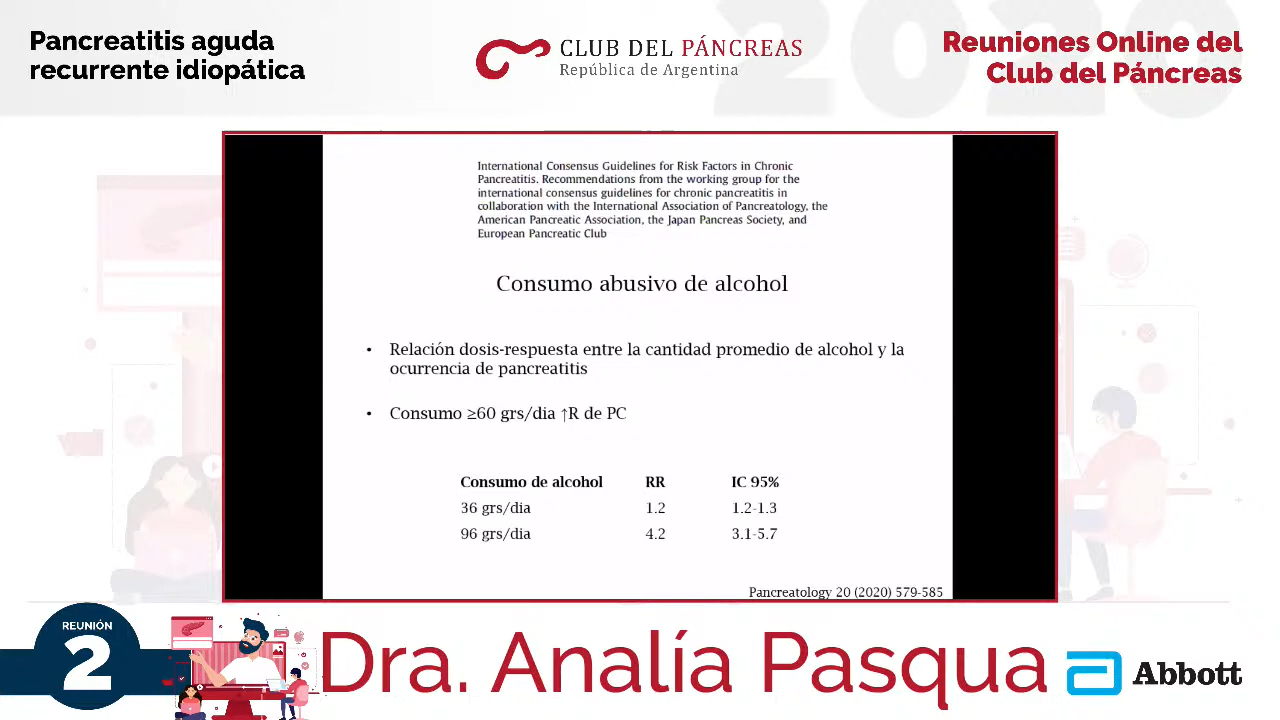 Pancreatitis aguda
recurrente idiopática
CLUB DEL PÁNCREAS
República de Argentina
2020
Reuniones Online del
Club del Páncreas
International Consensus Guidelines for Risk Factors in Chronic
Pancreatitis. Recommendations from the working group for the
international consensus guidelines for chronic pancreatitis in
collaboration with the International Association of Pancreatology, the
American Pancreatic Association, the Japan Pancreas Society, and
European Pancreatic Club
Consumo abusivo de alcohol
• Relación dosis-respuesta entre la cantidad promedio de alcohol y la
ocurrencia de pancreatitis
• Consumo ≥60 grs/dia ↑R de PC
Consumo de alcohol RR IC 95%
36 grs/dia 1.2 1.2-1.3
96 grs/dia 4.2 3.1-5.7
Pancreatology 20 (2020) 579-585
REUNIÓN
2
Dra. Analía Pasqua
Abbott